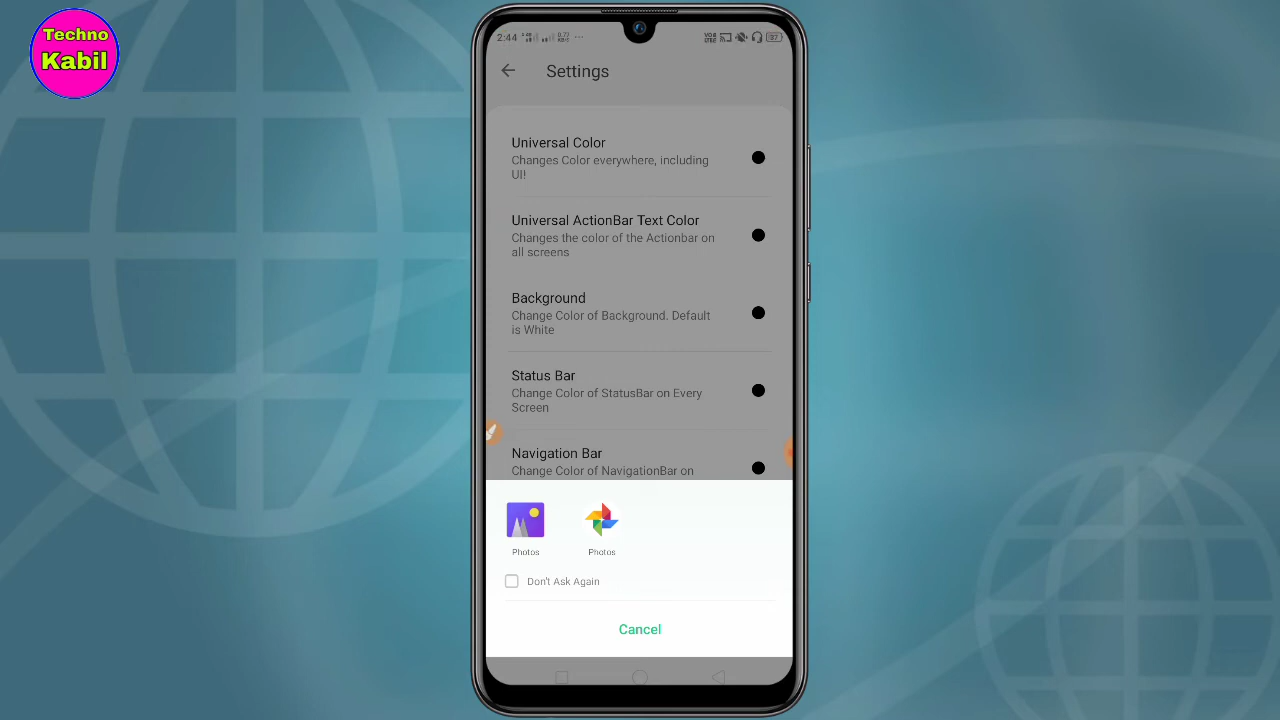 Techno
Kabil
2:44
Settings
Universal Color
Changes Color everywhere, including
UI!
Universal ActionBar Text Color
Changes the color of the Actionbar on
all screens
Background
Change Color of Background. Default
is White
Status Bar
Change Color of StatusBar on Every
Screen
Navigation Bar
Change Color of NavigationBar on
Photos
Photos
Don't Ask Again
Cancel